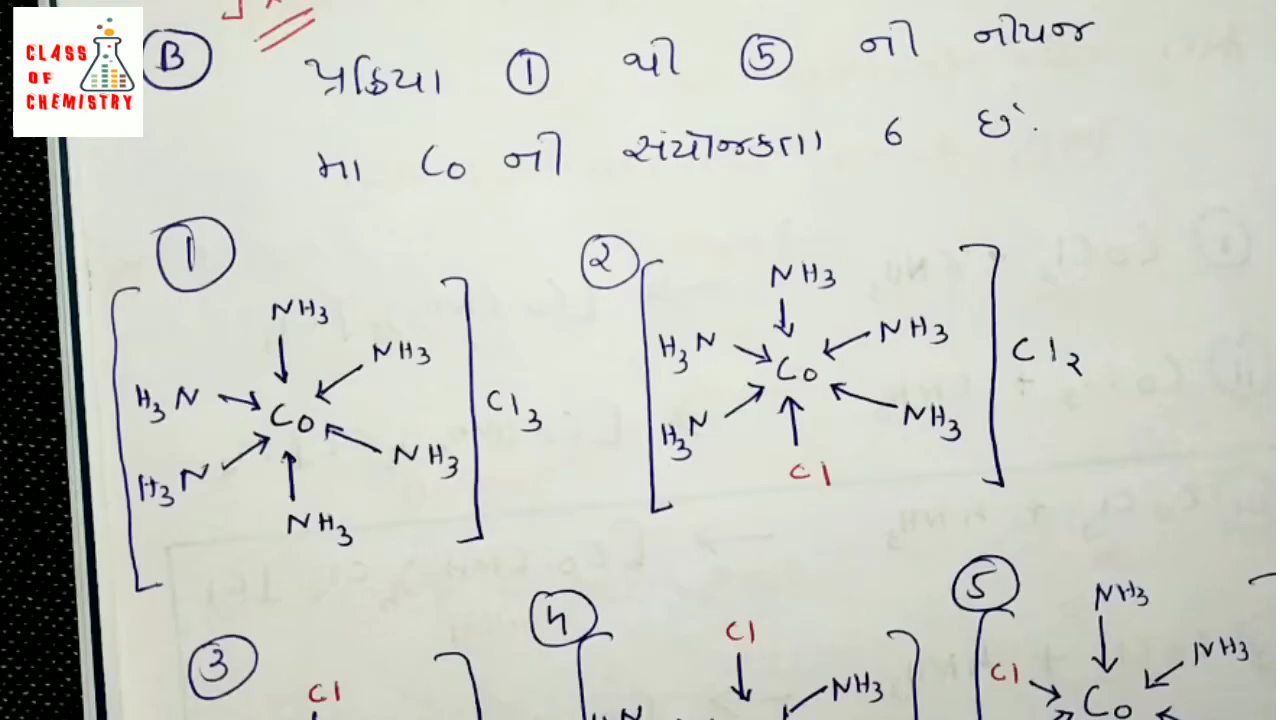 CLASS
OF
CHEMISTRY
B પ્રક્રિયા ① થી ⑤ ની નીપજ
મા Co ની સંયોજકતા 6 છે.
①
NH3
H3N NH3
Co Cl3
H3N NH3
NH3
②
NH3
H3N NH3
Co Cl2
H3N NH3
Cl
③
Cl
④
Cl
NH3
⑤
NH3
Cl NH3
Co